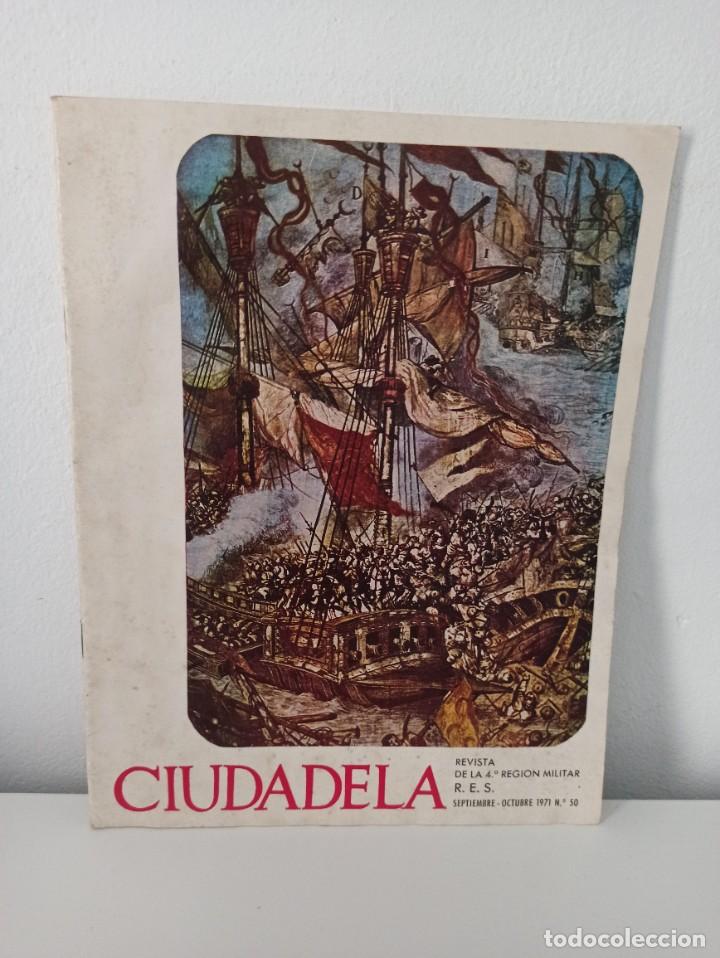 D
I
H
CIUDADELA
REVISTA
DE LA 4.ª REGION MILITAR
R. E. S.
SEPTIEMBRE - OCTUBRE 1971 N.º 50
todocoleccion